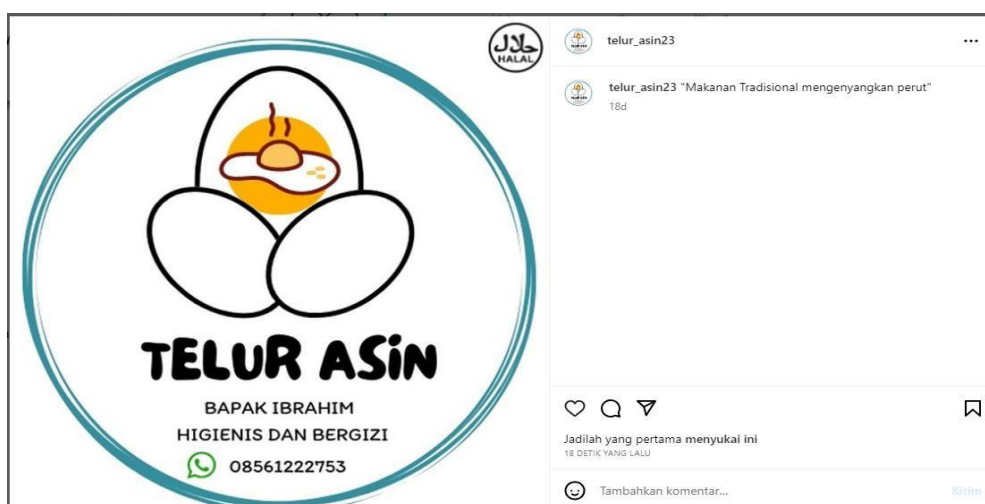 حلال
HALAL
TELUR ASiN
BAPAK IBRAHIM
HIGIENIS DAN BERGIZI
08561222753
telur_asin23
telur_asin23 "Makanan Tradisional mengenyangkan perut"
18d
Jadilah yang pertama menyukai ini
18 DETIK YANG LALU
Tambahkan komentar...
Kirim